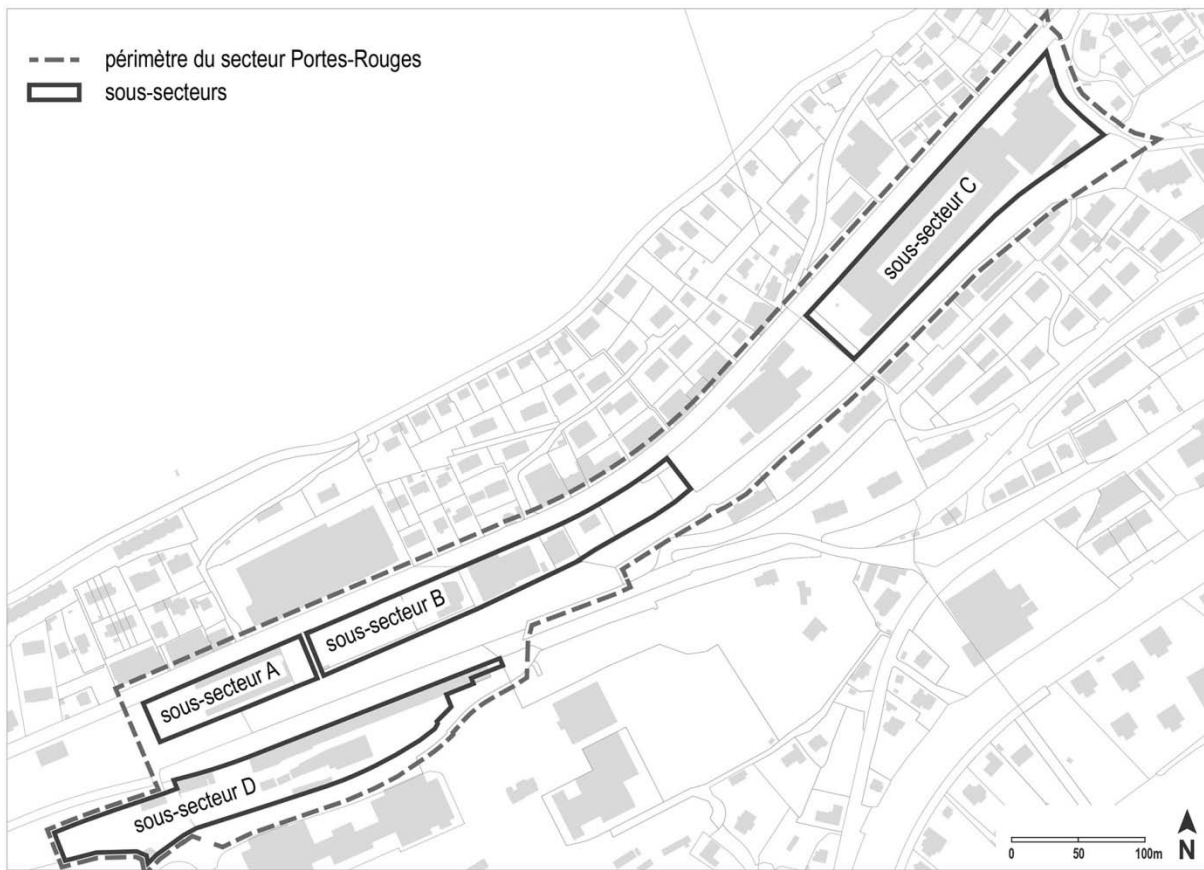 périmètre du secteur Portes-Rouges
sous-secteurs
sous-secteur C
sous-secteur B
sous-secteur A
sous-secteur D
0 50 100m
N